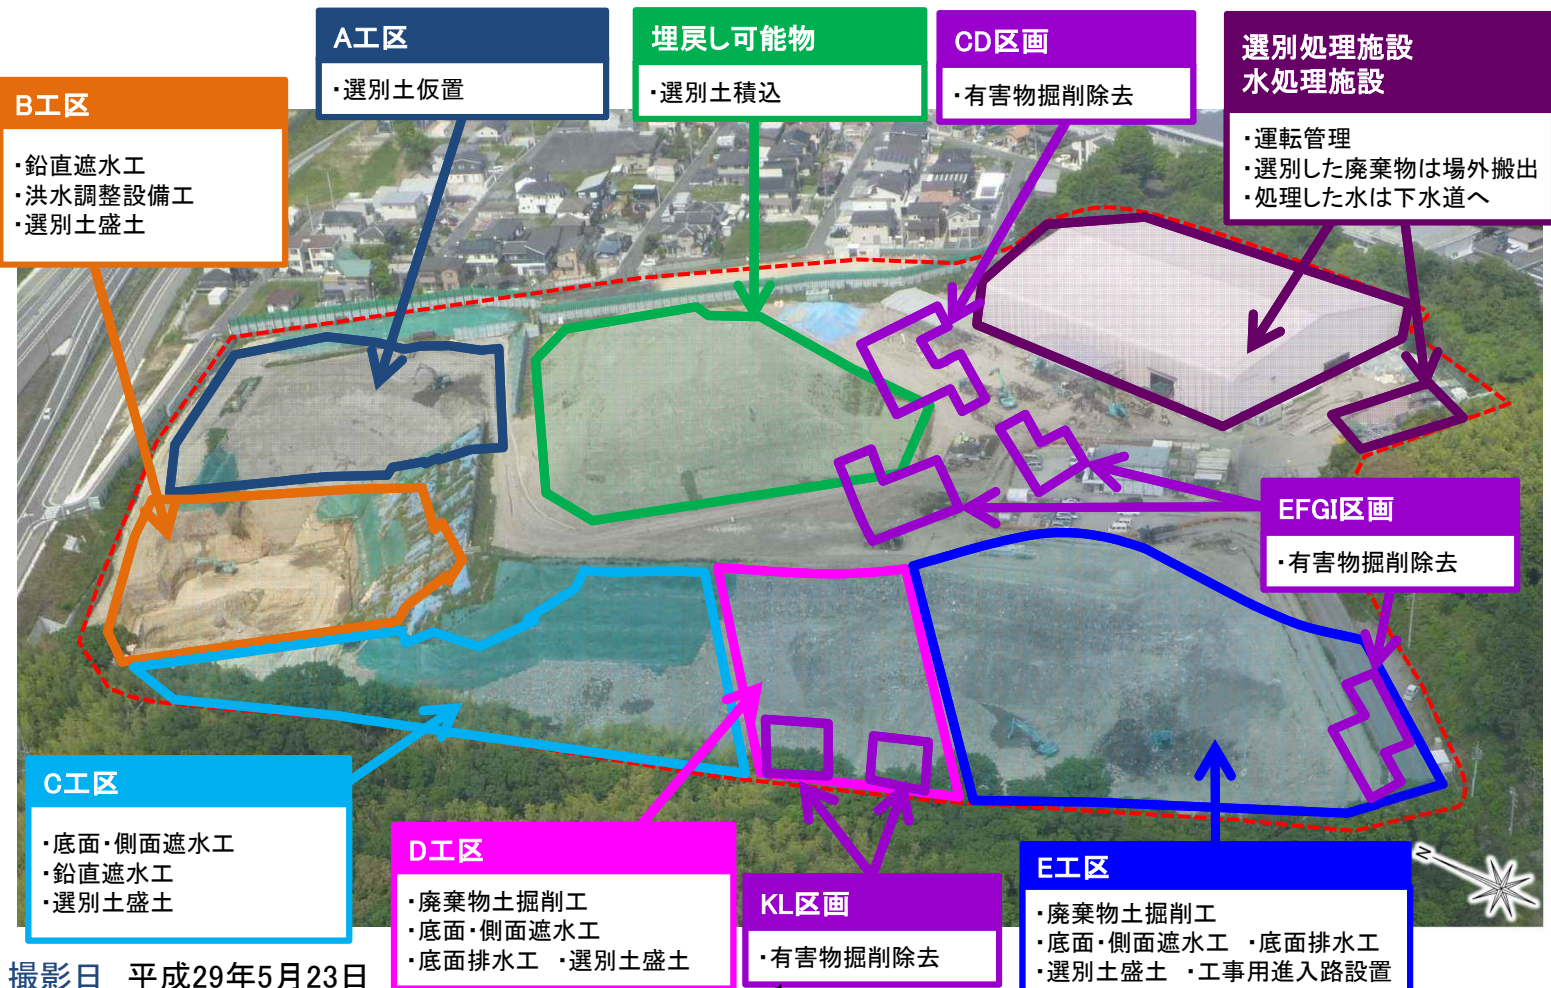 A工区
・選別土仮置
埋戻し可能物
・選別土積込
CD区画
・有害物掘削除去
選別処理施設
水処理施設
・運転管理
・選別した廃棄物は場外搬出
・処理した水は下水道へ
B工区
・鉛直遮水工
・洪水調整設備工
・選別土盛土
EFGI区画
・有害物掘削除去
C工区
・底面・側面遮水工
・鉛直遮水工
・選別土盛土
D工区
・廃棄物土掘削工
・底面・側面遮水工
・底面排水工 ・選別土盛土
KL区画
・有害物掘削除去
E工区
・廃棄物土掘削工
・底面・側面遮水工 ・底面排水工
・選別土盛土 ・工事用進入路設置
N
撮影日 平成29年5月23日